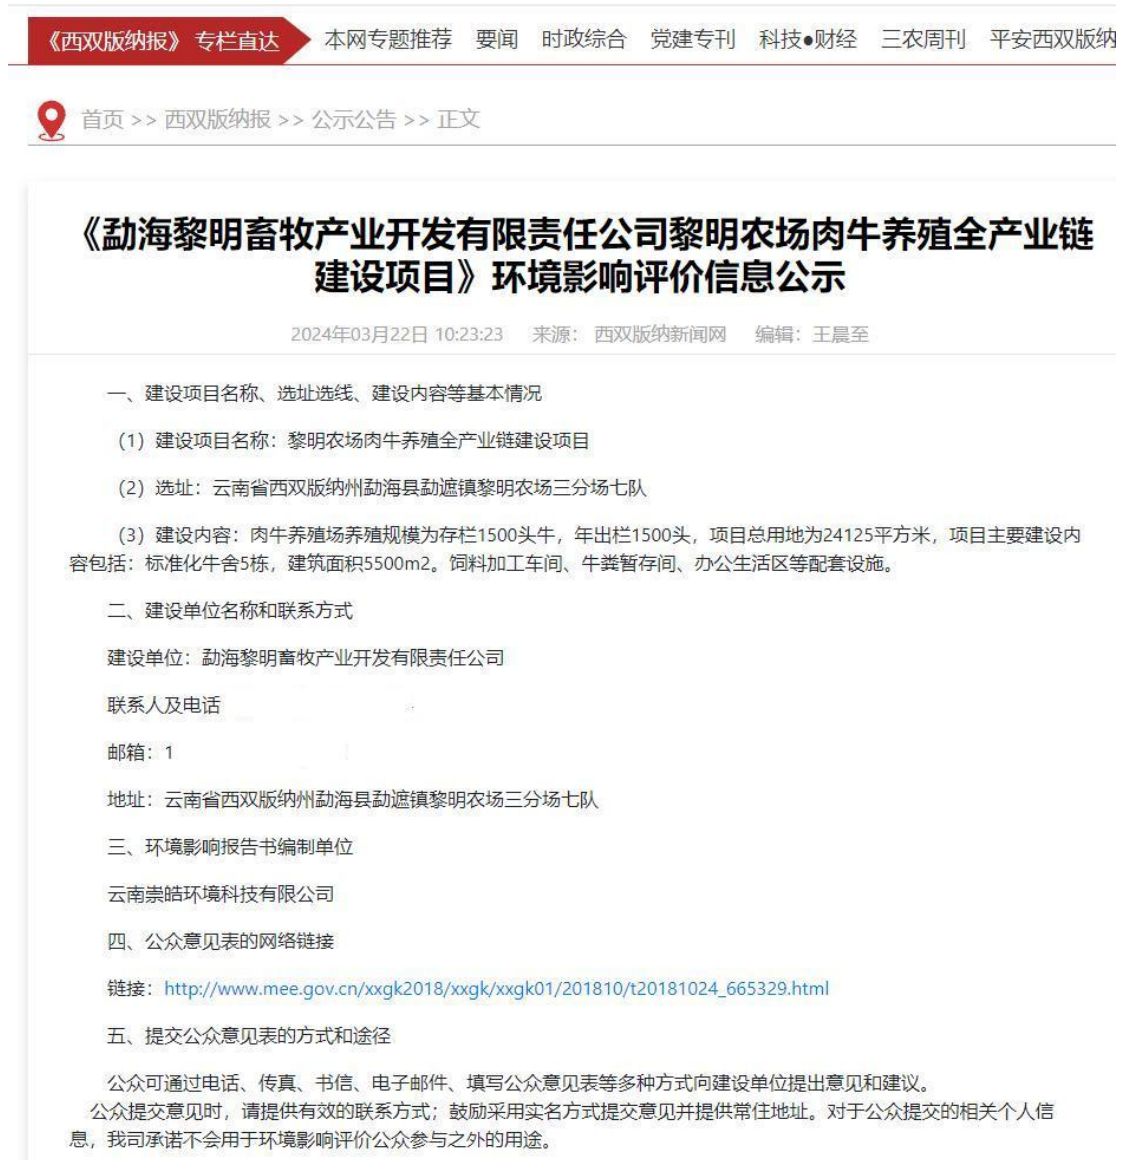 《西双版纳报》 专栏直达 本网专题推荐 要闻 时政综合 党建专刊 科技●财经 三农周刊 平安西双版纳
首页 >> 西双版纳报 >> 公示公告 >> 正文
《勐海黎明畜牧产业开发有限责任公司黎明农场肉牛养殖全产业链
建设项目》环境影响评价信息公示
2024年03月22日 10:23:23 来源： 西双版纳新闻网 编辑：王晨至
一、建设项目名称、选址选线、建设内容等基本情况
（1）建设项目名称：黎明农场肉牛养殖全产业链建设项目
（2）选址：云南省西双版纳州勐海县勐遮镇黎明农场三分场七队
（3）建设内容：肉牛养殖场养殖规模为存栏1500头牛，年出栏1500头，项目总用地为24125平方米，项目主要建设内
容包括：标准化牛舍5栋，建筑面积5500m2。饲料加工车间、牛粪暂存间、办公生活区等配套设施。
二、建设单位名称和联系方式
建设单位：勐海黎明畜牧产业开发有限责任公司
联系人及电话
邮箱：1
地址：云南省西双版纳州勐海县勐遮镇黎明农场三分场七队
三、环境影响报告书编制单位
云南崇皓环境科技有限公司
四、公众意见表的网络链接
链接：http://www.mee.gov.cn/xxgk2018/xxgk/xxgk01/201810/t20181024_665329.html
五、提交公众意见表的方式和途径
公众可通过电话、传真、书信、电子邮件、填写公众意见表等多种方式向建设单位提出意见和建议。
公众提交意见时，请提供有效的联系方式；鼓励采用实名方式提交意见并提供常住地址。对于公众提交的相关个人信
息，我司承诺不会用于环境影响评价公众参与之外的用途。